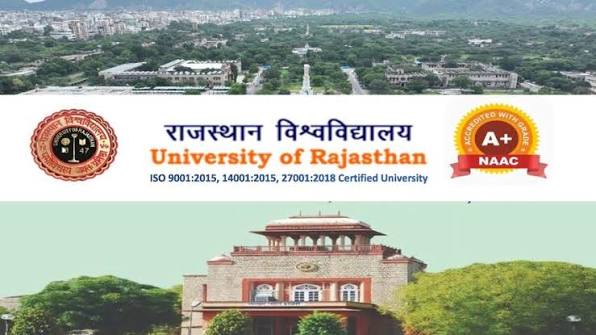 राजस्थान विश्वविद्यालय
University of Rajasthan
ISO 9001:2015, 14001:2015, 27001:2018 Certified University
47
ACCREDITED WITH GRADE
A+
NAAC